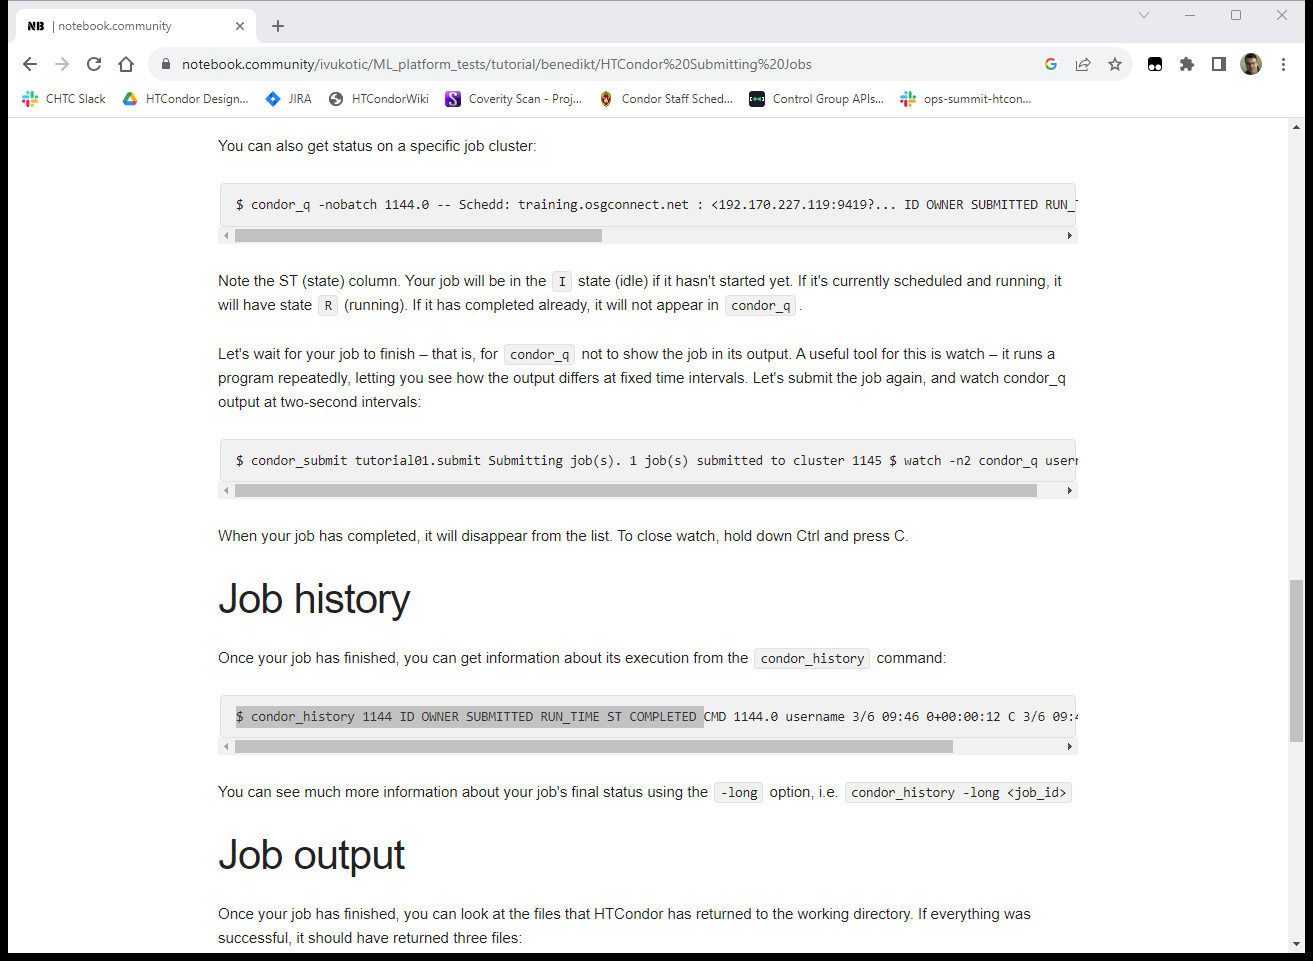 NB | notebook.community
notebook.community/ivukotic/ML_platform_tests/tutorial/benedikt/HTCondor%20Submitting%20Jobs
CHTC Slack HTCondor Design... JIRA HTCondorWiki Coverity Scan - Proj... Condor Staff Sched... Control Group APIs... ops-summit-htcon...
You can also get status on a specific job cluster:
$ condor_q -nobatch 1144.0 -- Schedd: training.osgconnect.net : <192.170.227.119:9419?... ID OWNER SUBMITTED RUN_
Note the ST (state) column. Your job will be in the I state (idle) if it hasn't started yet. If it's currently scheduled and running, it
will have state R (running). If it has completed already, it will not appear in condor_q .
Let's wait for your job to finish – that is, for condor_q not to show the job in its output. A useful tool for this is watch – it runs a
program repeatedly, letting you see how the output differs at fixed time intervals. Let's submit the job again, and watch condor_q
output at two-second intervals:
$ condor_submit tutorial01.submit Submitting job(s). 1 job(s) submitted to cluster 1145 $ watch -n2 condor_q user
When your job has completed, it will disappear from the list. To close watch, hold down Ctrl and press C.
Job history
Once your job has finished, you can get information about its execution from the condor_history command:
$ condor_history 1144 ID OWNER SUBMITTED RUN_TIME ST COMPLETED CMD 1144.0 username 3/6 09:46 0+00:00:12 C 3/6 09:4
You can see much more information about your job's final status using the -long option, i.e. condor_history -long <job_id>
Job output
Once your job has finished, you can look at the files that HTCondor has returned to the working directory. If everything was
successful, it should have returned three files: